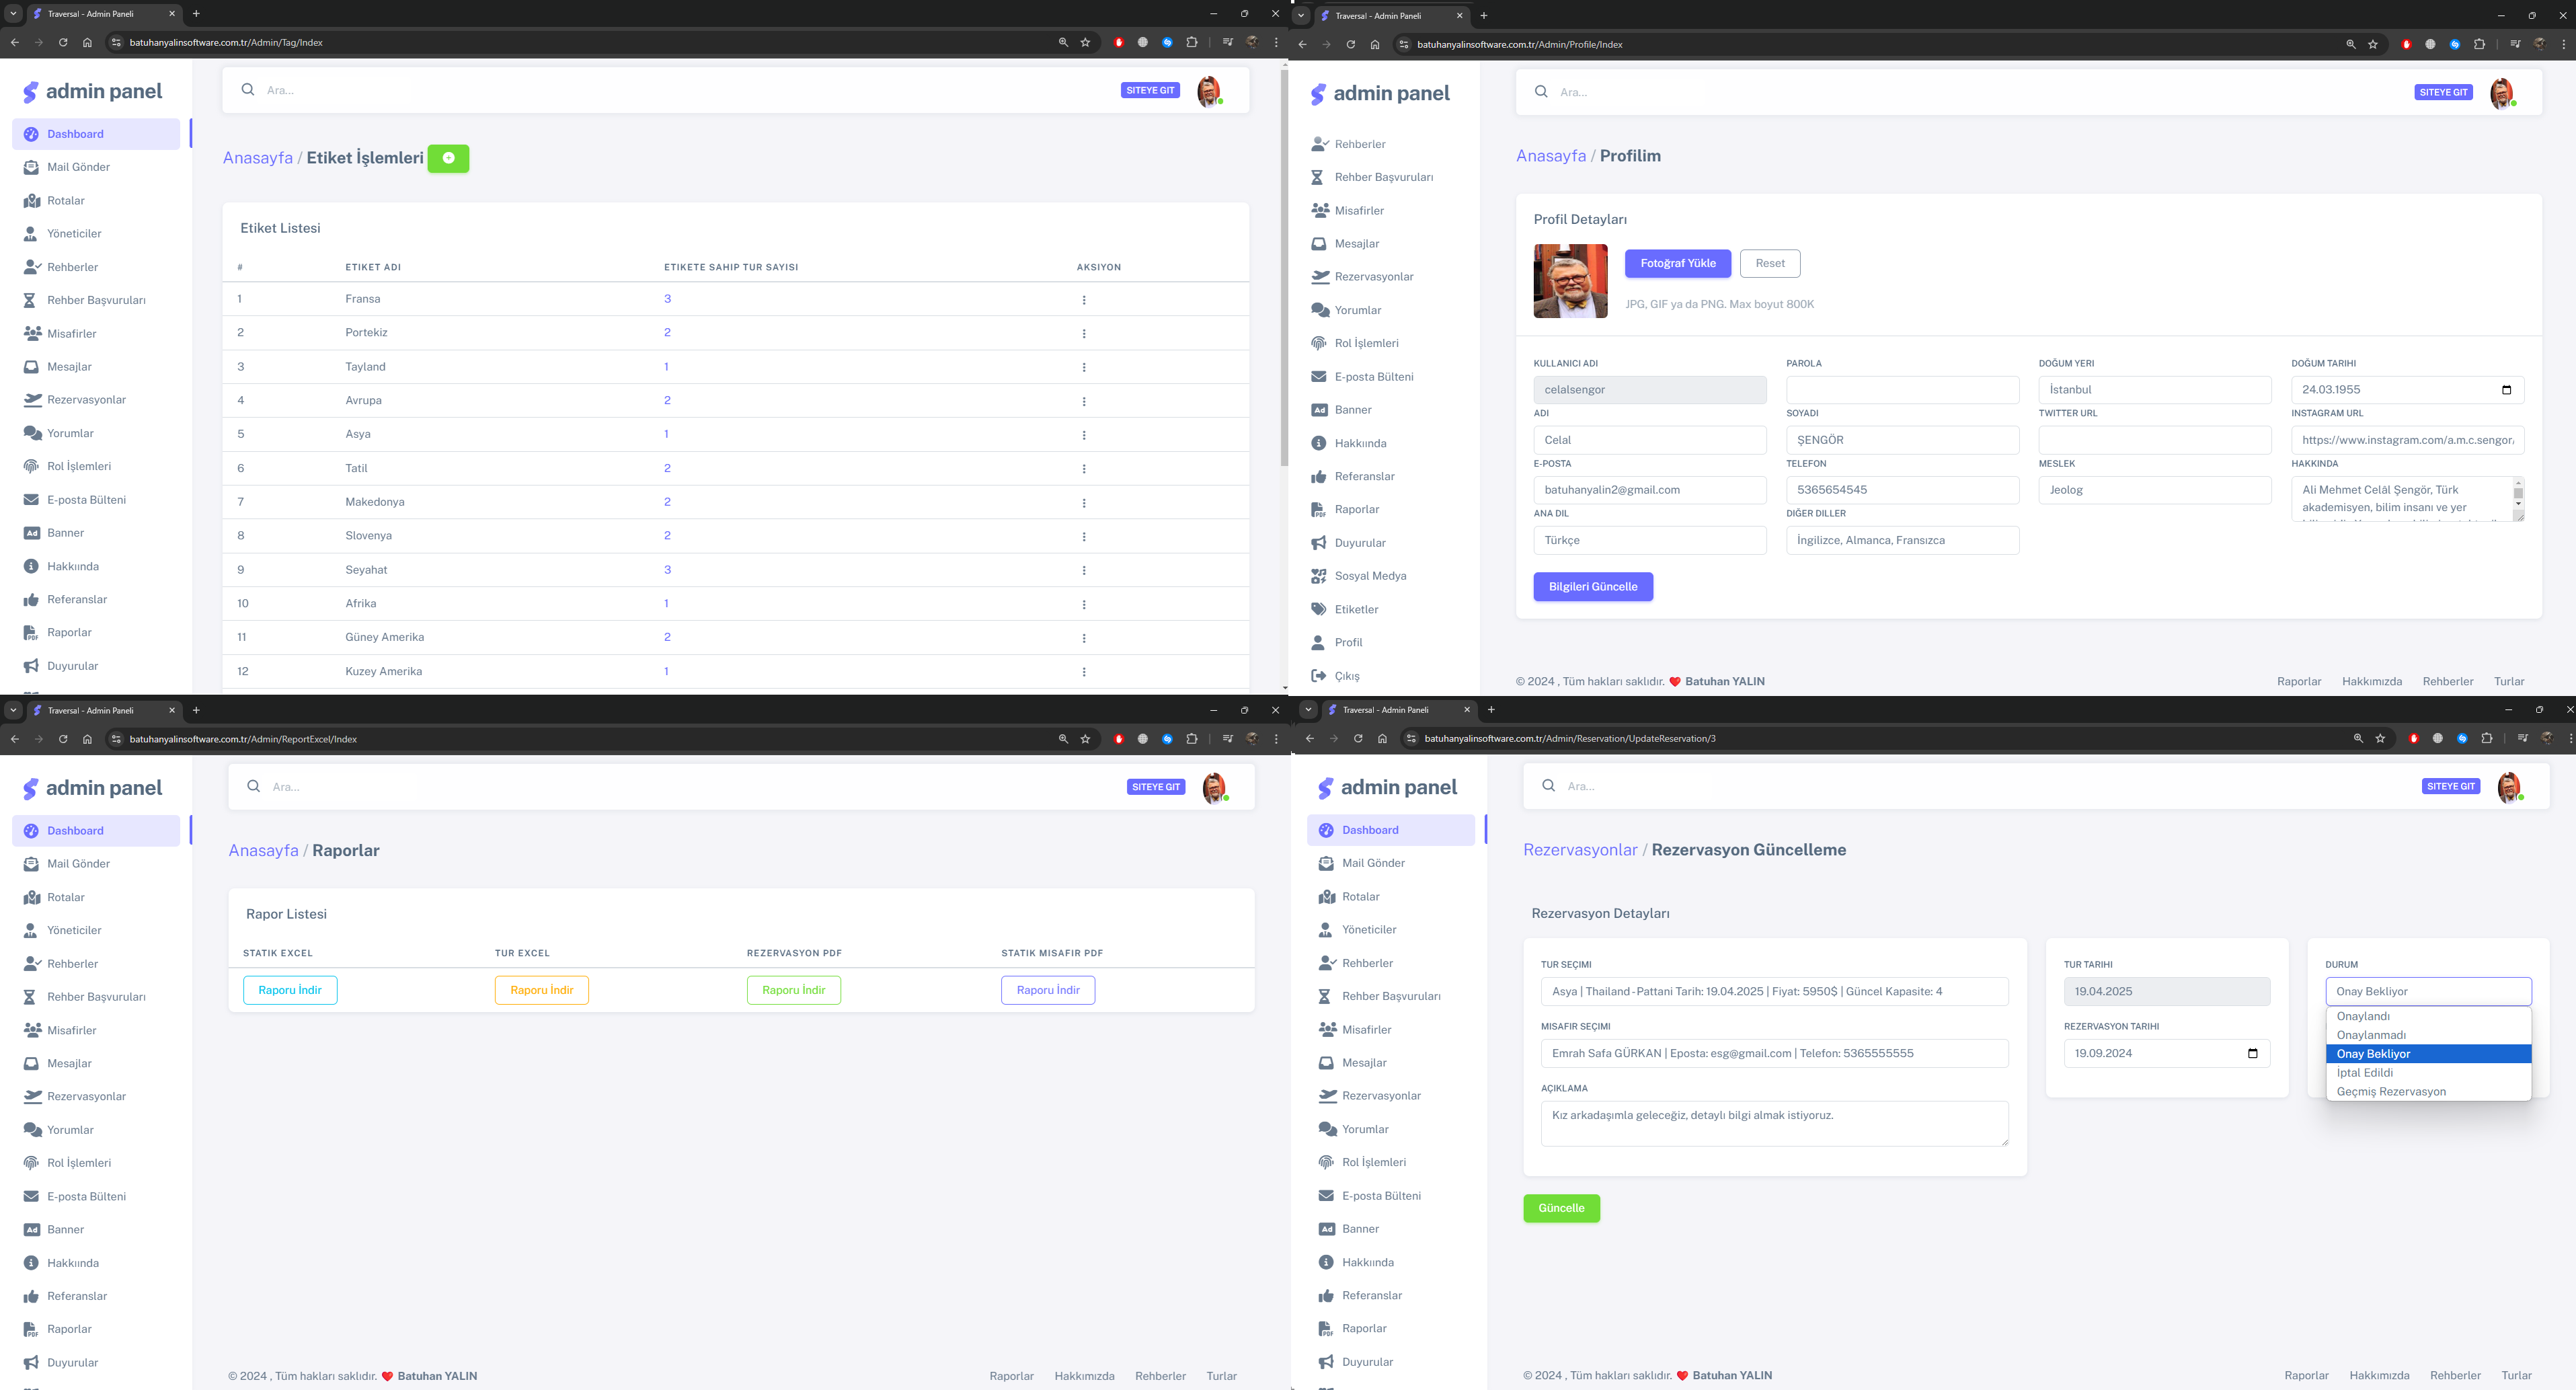 Traversal - Admin Paneli
batuhanyalinsoftware.com.tr/Admin/Tag/Index
admin panel
Ara...
SITEYE GIT
Dashboard
Mail Gönder
Rotalar
Yöneticiler
Rehberler
Rehber Başvuruları
Misafirler
Mesajlar
Rezervasyonlar
Yorumlar
Rol İşlemleri
E-posta Bülteni
Banner
Hakkıında
Referanslar
Raporlar
Duyurular
Anasayfa / Etiket İşlemleri
Etiket Listesi
# ETIKET ADI ETIKETE SAHIP TUR SAYISI AKSIYON
1 Fransa 3
2 Portekiz 2
3 Tayland 1
4 Avrupa 2
5 Asya 1
6 Tatil 2
7 Makedonya 2
8 Slovenya 2
9 Seyahat 3
10 Afrika 1
11 Güney Amerika 2
12 Kuzey Amerika 1
Traversal - Admin Paneli
batuhanyalinsoftware.com.tr/Admin/Profile/Index
admin panel
Ara...
SITEYE GIT
Rehberler
Rehber Başvuruları
Misafirler
Mesajlar
Rezervasyonlar
Yorumlar
Rol İşlemleri
E-posta Bülteni
Banner
Hakkıında
Referanslar
Raporlar
Duyurular
Sosyal Medya
Etiketler
Profil
Çıkış
Anasayfa / Profilim
Profil Detayları
Fotoğraf Yükle Reset
JPG, GIF ya da PNG. Max boyut 800K
KULLANICI ADI PAROLA DOĞUM YERI DOĞUM TARIHI
celalsengor İstanbul 24.03.1955
ADI SOYADI TWITTER URL INSTAGRAM URL
Celal ŞENGÖR https://www.instagram.com/a.m.c.sengor
E-POSTA TELEFON MESLEK HAKKINDA
batuhanyalin2@gmail.com 5365654545 Jeolog Ali Mehmet Celâl Şengör, Türk
akademisyen, bilim insanı ve yer
ANA DIL DIĞER DILLER
Türkçe İngilizce, Almanca, Fransızca
Bilgileri Güncelle
© 2024 , Tüm hakları saklıdır. ❤️ Batuhan YALIN Raporlar Hakkımızda Rehberler Turlar
Traversal - Admin Paneli
batuhanyalinsoftware.com.tr/Admin/ReportExcel/Index
admin panel
Ara...
SITEYE GIT
Dashboard
Mail Gönder
Rotalar
Yöneticiler
Rehberler
Rehber Başvuruları
Misafirler
Mesajlar
Rezervasyonlar
Yorumlar
Rol İşlemleri
E-posta Bülteni
Banner
Hakkıında
Referanslar
Raporlar
Duyurular
Anasayfa / Raporlar
Rapor Listesi
STATIK EXCEL TUR EXCEL REZERVASYON PDF STATIK MISAFIR PDF
Raporu İndir Raporu İndir Raporu İndir Raporu İndir
© 2024 , Tüm hakları saklıdır. ❤️ Batuhan YALIN Raporlar Hakkımızda Rehberler Turlar
Traversal - Admin Paneli
batuhanyalinsoftware.com.tr/Admin/Reservation/UpdateReservation/3
admin panel
Ara...
SITEYE GIT
Dashboard
Mail Gönder
Rotalar
Yöneticiler
Rehberler
Rehber Başvuruları
Misafirler
Mesajlar
Rezervasyonlar
Yorumlar
Rol İşlemleri
E-posta Bülteni
Banner
Hakkıında
Referanslar
Raporlar
Duyurular
Rezervasyonlar / Rezervasyon Güncelleme
Rezervasyon Detayları
TUR SEÇIMI
Asya | Thailand - Pattani Tarih: 19.04.2025 | Fiyat: 5950$ | Güncel Kapasite: 4
MISAFIR SEÇIMI
Emrah Safa GÜRKAN | Eposta: esg@gmail.com | Telefon: 5365555555
AÇIKLAMA
Kız arkadaşımla geleceğiz, detaylı bilgi almak istiyoruz.
TUR TARIHI
19.04.2025
REZERVASYON TARIHI
19.09.2024
DURUM
Onay Bekliyor
Onaylandı
Onaylanmadı
Onay Bekliyor
İptal Edildi
Geçmiş Rezervasyon
Güncelle
© 2024 , Tüm hakları saklıdır. ❤️ Batuhan YALIN Raporlar Hakkımızda Rehberler Turlar